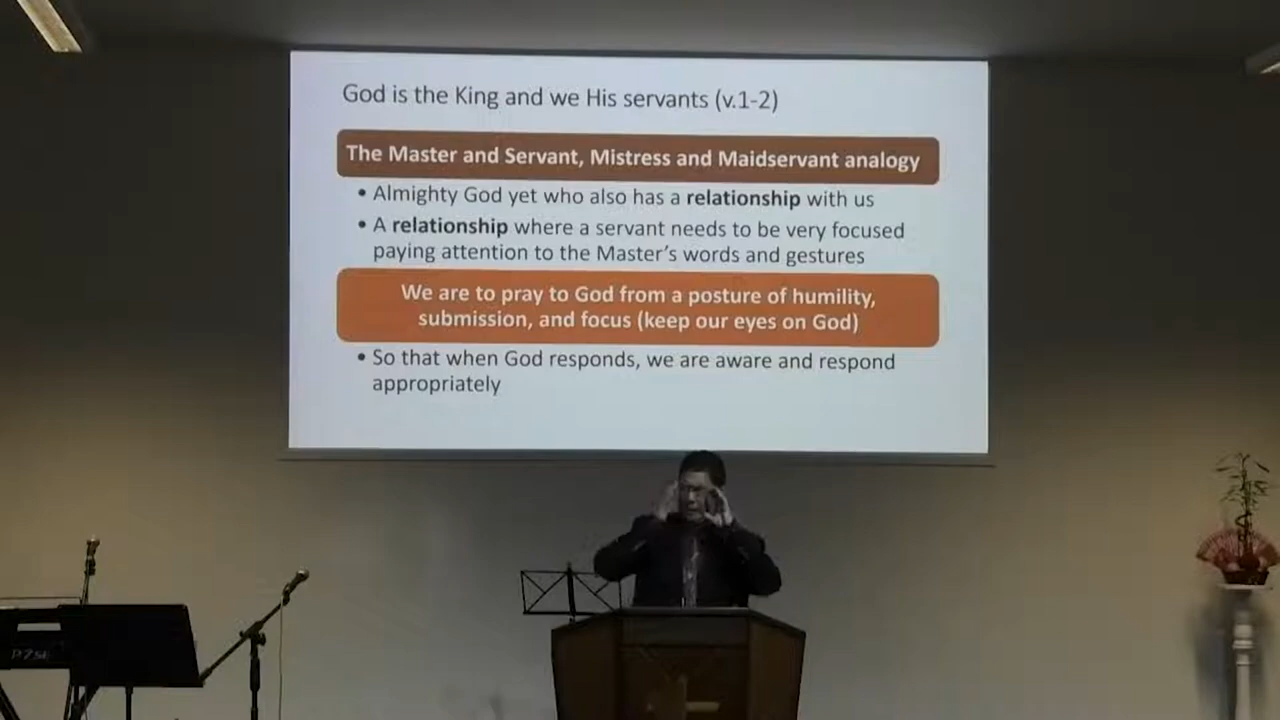 God is the King and we His servants (v.1-2)
The Master and Servant, Mistress and Maidservant analogy
• Almighty God yet who also has a relationship with us
• A relationship where a servant needs to be very focused
paying attention to the Master's words and gestures
We are to pray to God from a posture of humility,
submission, and focus (keep our eyes on God)
• So that when God responds, we are aware and respond
appropriately